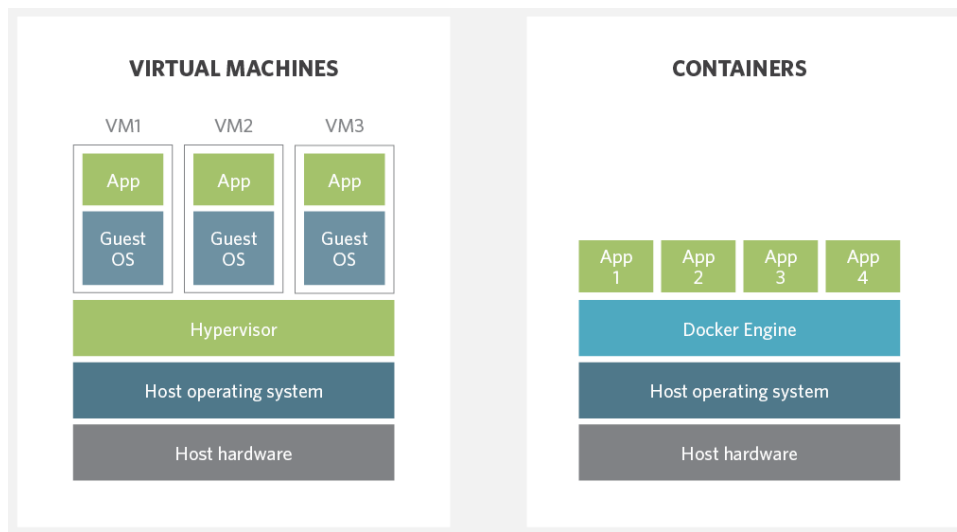 VIRTUAL MACHINES
VM1 VM2 VM3
App App App
Guest Guest Guest
OS OS OS
Hypervisor
Host operating system
Host hardware
CONTAINERS
App App App App
1 2 3 4
Docker Engine
Host operating system
Host hardware